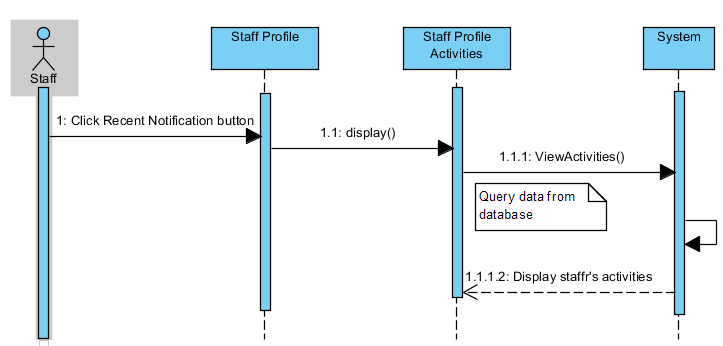 Staff Profile
Staff Profile
Activities
System
Staff
1: Click Recent Notification button
1.1: display()
1.1.1: ViewActivities()
Query data from
database
1.1.1.2: Display staffr's activities